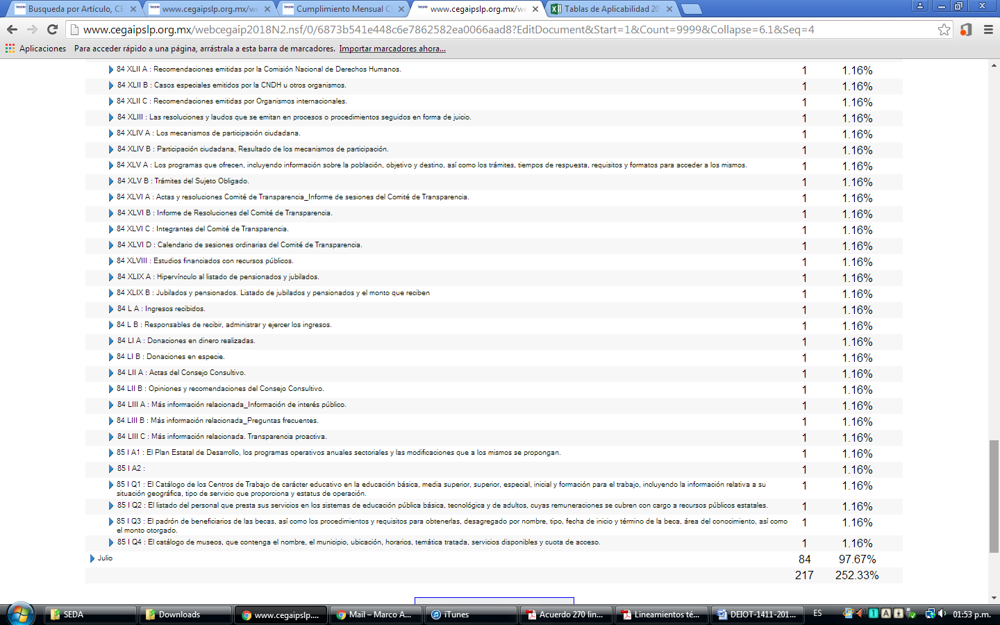 Busqueda por Artículo, CE
www.cegaipslp.org.mx/we
Cumplimiento Mensual C
www.cegaipslp.org.mx/we
Tablas de Aplicabilidad 20
www.cegaipslp.org.mx/webcegaip2018N2.nsf/0/6873b541e448c6e7862582ea0066aad8?EditDocument&Start=1&Count=9999&Collapse=6.1&Seq=4
Aplicaciones Para acceder rápido a una página, arrástrala a esta barra de marcadores. Importar marcadores ahora...
84 XLII A : Recomendaciones emitidas por la Comisión Nacional de Derechos Humanos. 1 1.16%
84 XLII B : Casos especiales emitidos por la CNDH u otros organismos. 1 1.16%
84 XLII C : Recomendaciones emitidas por Organismos internacionales. 1 1.16%
84 XLIII : Las resoluciones y laudos que se emitan en procesos o procedimientos seguidos en forma de juicio. 1 1.16%
84 XLIV A : Los mecanismos de participación ciudadana. 1 1.16%
84 XLIV B : Participación ciudadana, Resultado de los mecanismos de participación. 1 1.16%
84 XLV A : Los programas que ofrecen, incluyendo información sobre la población, objetivo y destino, así como los trámites, tiempos de respuesta, requisitos y formatos para acceder a los mismos. 1 1.16%
84 XLV B : Trámites del Sujeto Obligado. 1 1.16%
84 XLVI A : Actas y resoluciones Comité de Transparencia_Informe de sesiones del Comité de Transparencia. 1 1.16%
84 XLVI B : Informe de Resoluciones del Comité de Transparencia. 1 1.16%
84 XLVI C : Integrantes del Comité de Transparencia. 1 1.16%
84 XLVI D : Calendario de sesiones ordinarias del Comité de Transparencia. 1 1.16%
84 XLVIII : Estudios financiados con recursos públicos. 1 1.16%
84 XLIX A : Hipervínculo al listado de pensionados y jubilados. 1 1.16%
84 XLIX B : Jubilados y pensionados. Listado de jubilados y pensionados y el monto que reciben 1 1.16%
84 L A : Ingresos recibidos. 1 1.16%
84 L B : Responsables de recibir, administrar y ejercer los ingresos. 1 1.16%
84 LI A : Donaciones en dinero realizadas. 1 1.16%
84 LI B : Donaciones en especie. 1 1.16%
84 LII A : Actas del Consejo Consultivo. 1 1.16%
84 LII B : Opiniones y recomendaciones del Consejo Consultivo. 1 1.16%
84 LIII A : Más información relacionada_Información de interés público. 1 1.16%
84 LIII B : Más información relacionada_Preguntas frecuentes. 1 1.16%
84 LIII C : Más información relacionada. Transparencia proactiva. 1 1.16%
85 I A1 : El Plan Estatal de Desarrollo, los programas operativos anuales sectoriales y las modificaciones que a los mismos se propongan. 1 1.16%
85 I A2 : 1 1.16%
85 I Q1 : El Catálogo de los Centros de Trabajo de carácter educativo en la educación básica, media superior, superior, especial, inicial y formación para el trabajo, incluyendo la información relativa a su 1 1.16%
situación geográfica, tipo de servicio que proporciona y estatus de operación.
85 I Q2 : El listado del personal que presta sus servicios en los sistemas de educación pública básica, tecnológica y de adultos, cuyas remuneraciones se cubren con cargo a recursos públicos estatales. 1 1.16%
85 I Q3 : El padrón de beneficiarios de las becas, así como los procedimientos y requisitos para obtenerlas, desagregado por nombre, tipo, fecha de inicio y término de la beca, área del conocimiento, así como 1 1.16%
el monto otorgado.
85 I Q4 : El catálogo de museos, que contenga el nombre, el municipio, ubicación, horarios, temática tratada, servicios disponibles y cuota de acceso. 1 1.16%
Julio 84 97.67%
217 252.33%
SEDA
Downloads
www.cegaipslp....
Mail – Marco A...
iTunes
Acuerdo 270 lin...
Lineamientos té...
DEIOT-1411-201...
ES
01:53 p.m.